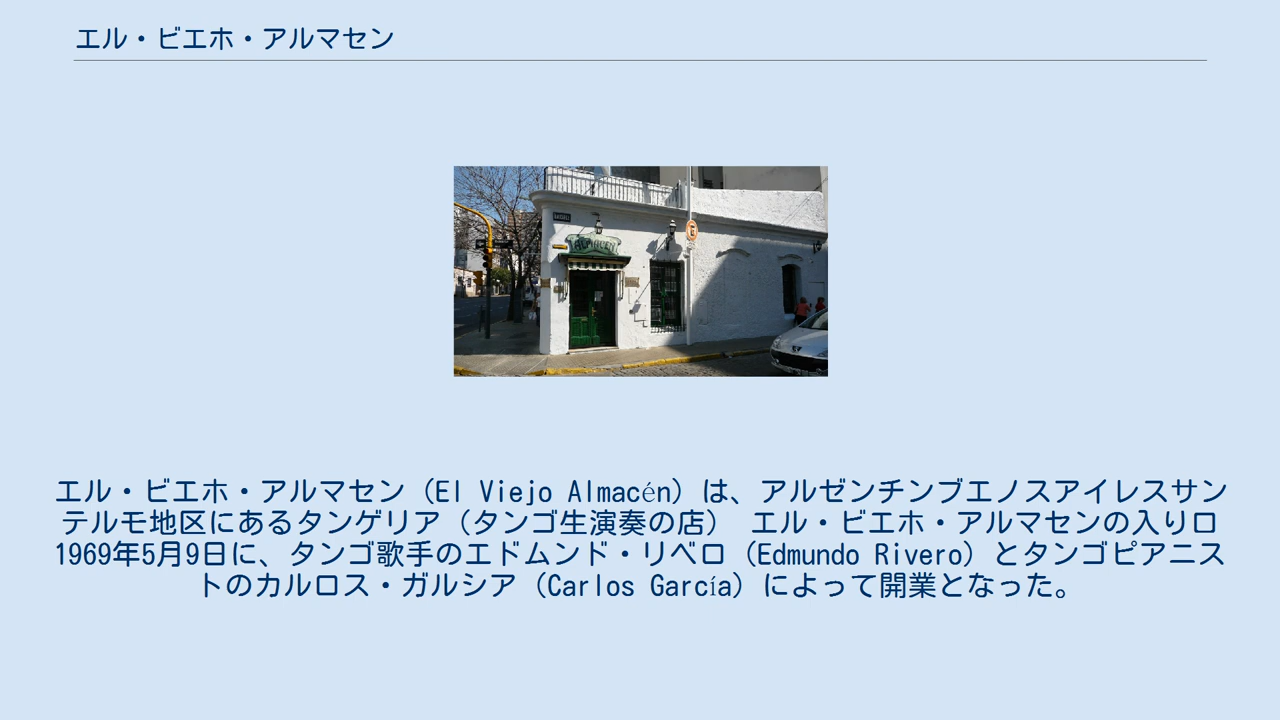 エル・ビエホ・アルマセン
ALMACEN
エル・ビエホ・アルマセン（El Viejo Almacén）は、アルゼンチンブエノスアイレスサン
テルモ地区にあるタンゲリア（タンゴ生演奏の店）　エル・ビエホ・アルマセンの入り口
1969年5月9日に、タンゴ歌手のエドムンド・リベロ（Edmundo Rivero）とタンゴピアニス
トのカルロス・ガルシア（Carlos García）によって開業となった。